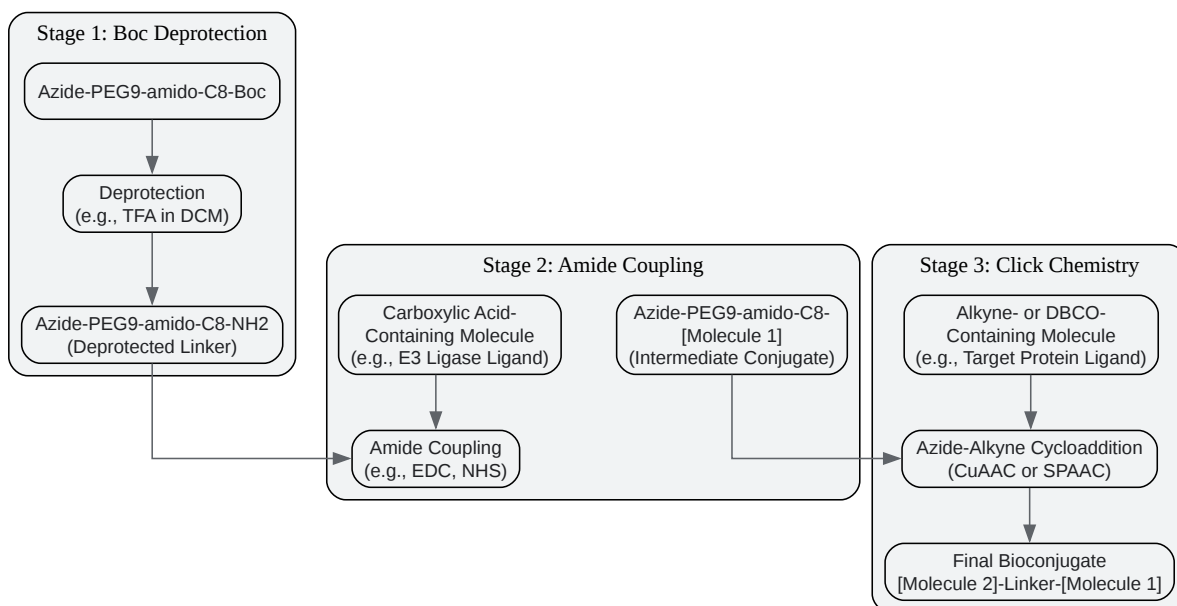 Stage 1: Boc Deprotection
Azide-PEG9-amido-C8-Boc
Deprotection
(e.g., TFA in DCM)
Azide-PEG9-amido-C8-NH2
(Deprotected Linker)
Stage 2: Amide Coupling
Carboxylic Acid-
Containing Molecule
(e.g., E3 Ligase Ligand)
Azide-PEG9-amido-C8-
[Molecule 1]
(Intermediate Conjugate)
Amide Coupling
(e.g., EDC, NHS)
Stage 3: Click Chemistry
Alkyne- or DBCO-
Containing Molecule
(e.g., Target Protein Ligand)
Azide-Alkyne Cycloaddition
(CuAAC or SPAAC)
Final Bioconjugate
[Molecule 2]-Linker-[Molecule 1]